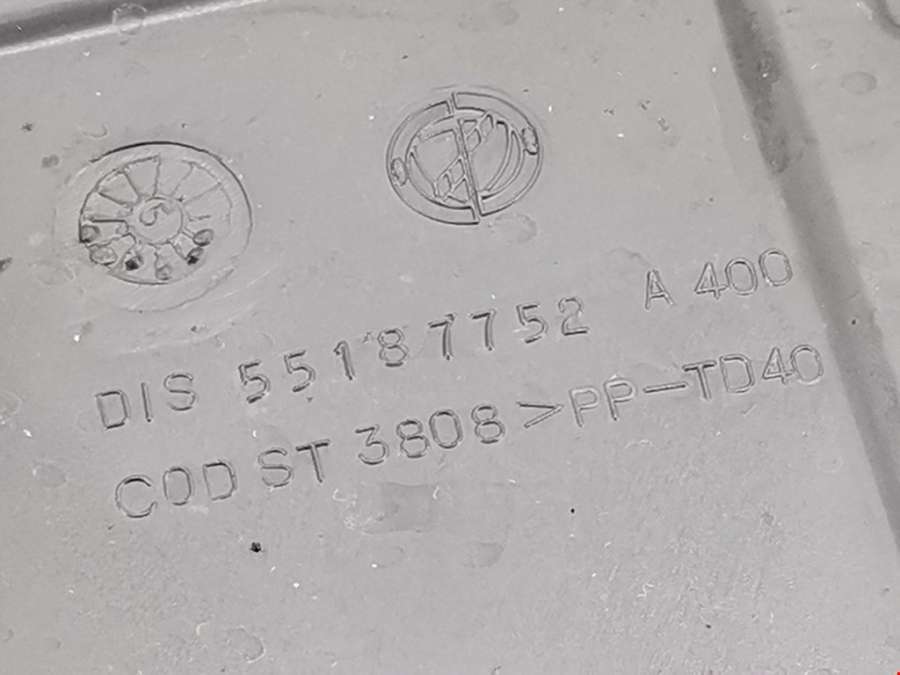 DIS 55187752 A 400
COD ST 3808 >PP-TD40